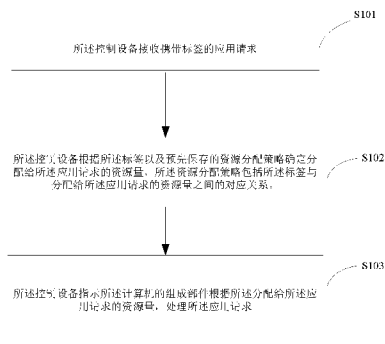 S101
所述控制设备接收携带标签的应用请求
所述控制设备根据所述标签以及预先保存的资源分配策略确定分
S102
配给所述应用请求的资源量，所述资源分配策略包括所述标签与
分配给所述应用请求的资源量之间的对应关系。
S103
所述控制设备指示所述计算机的组成部件根据所述分配给所述应
用请求的资源量，处理所述应用请求